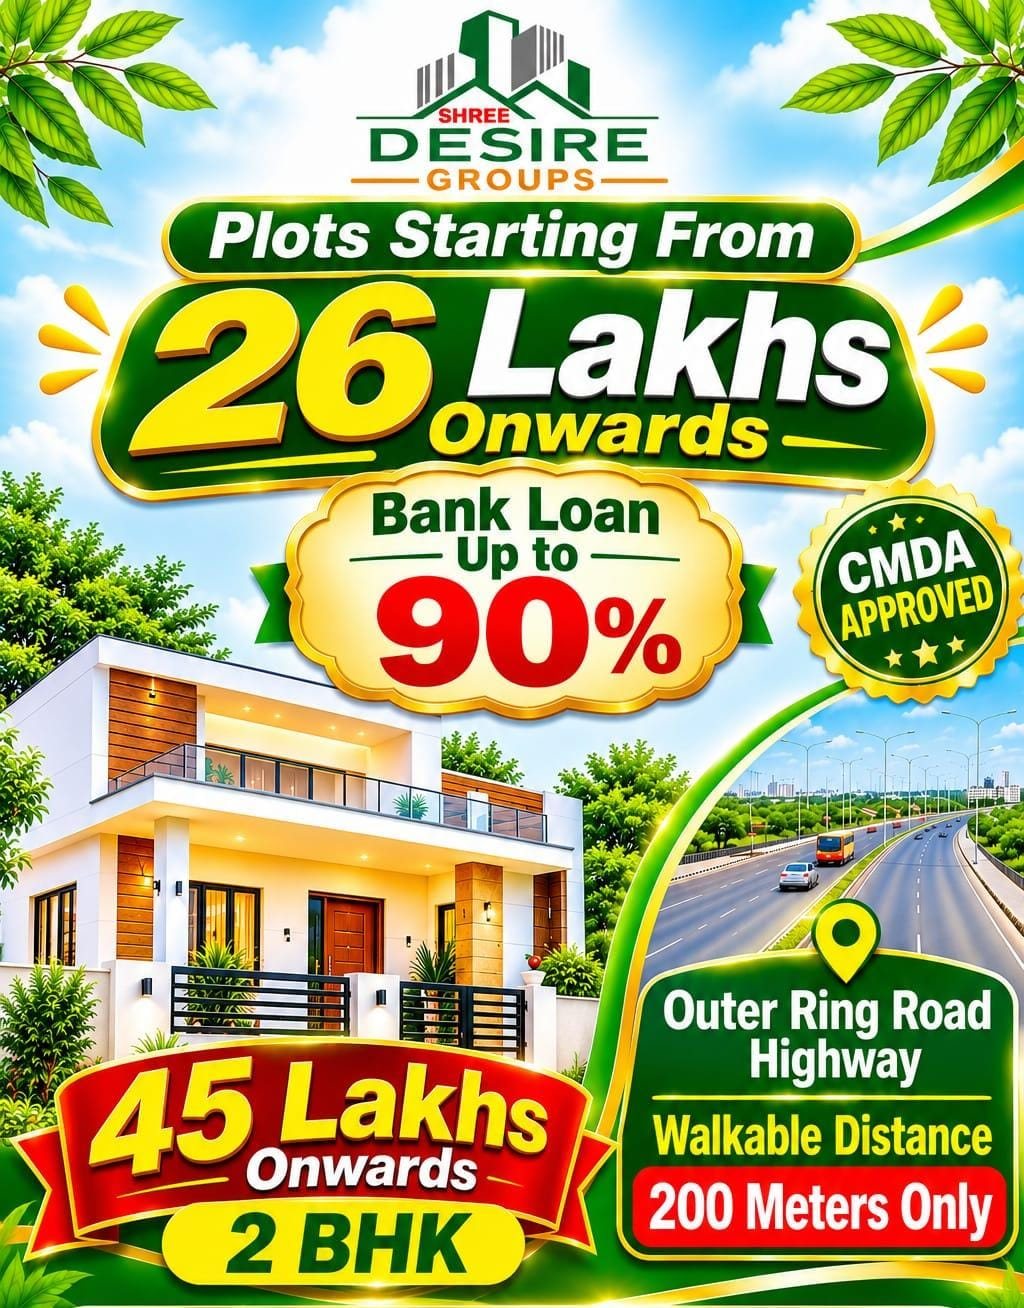 SHREE
DESIRE
GROUPS
Plots Starting From
26 Lakhs
Onwards
Bank Loan
Up to
90%
CMDA
APPROVED
Outer Ring Road
Highway
Walkable Distance
200 Meters Only
45 Lakhs
Onwards
2 BHK